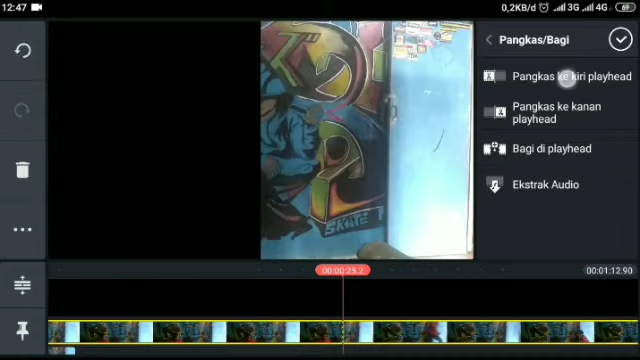 12:47
0,2KB/d
3G
4G
69
Pangkas/Bagi
Pangkas ke kiri playhead
Pangkas ke kanan
playhead
Bagi di playhead
Ekstrak Audio
SKATE
00:00:25.2
00:01:12.90